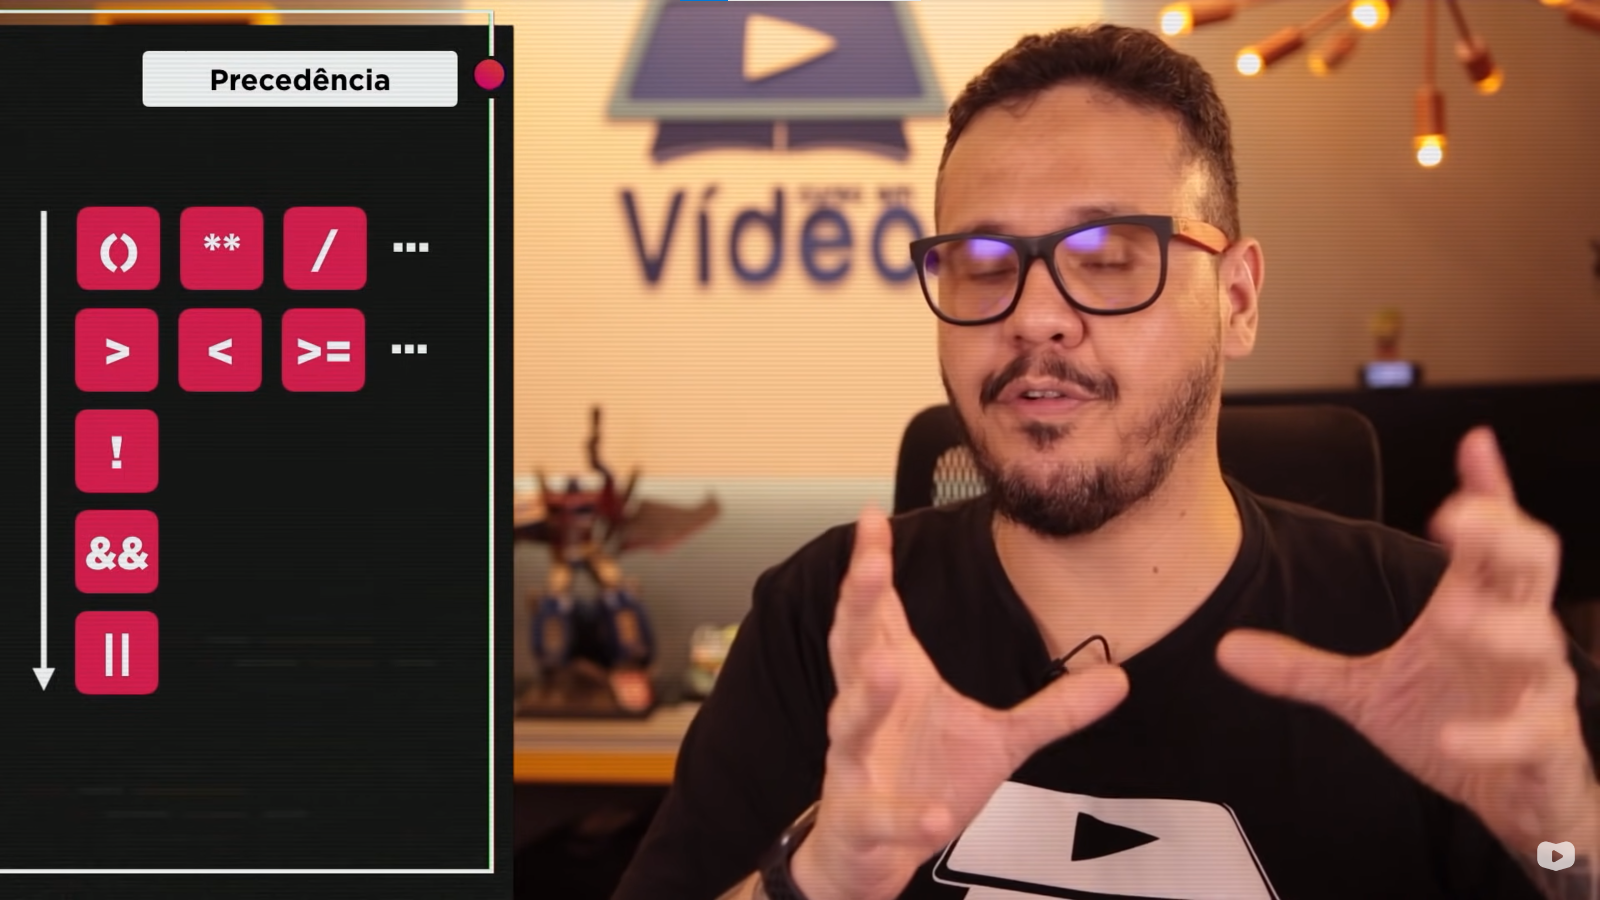 Precedência
() ** / ...
> < >= ...
!
&&
||
Vídeo